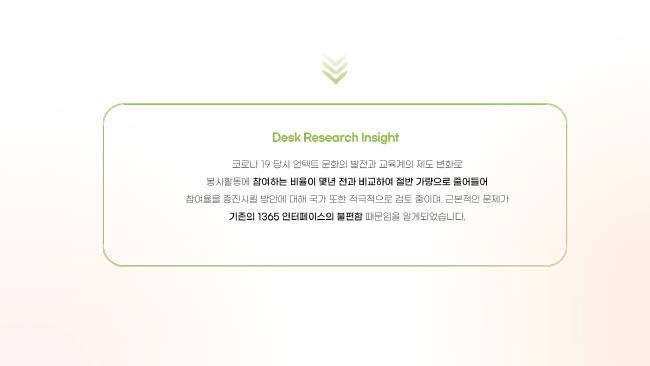 Desk Research Insight
코로나 19 당시 언텍트 문화의 발전과 교육계의 제도 변화로
봉사활동에 참여하는 비율이 몇년 전과 비교하여 절반 가량으로 줄어들어
참여율을 증진시킬 방안에 대해 국가 또한 적극적으로 검토 중이며, 근본적인 문제가
기존의 1365 인터페이스의 불편함 때문임을 알게되었습니다.